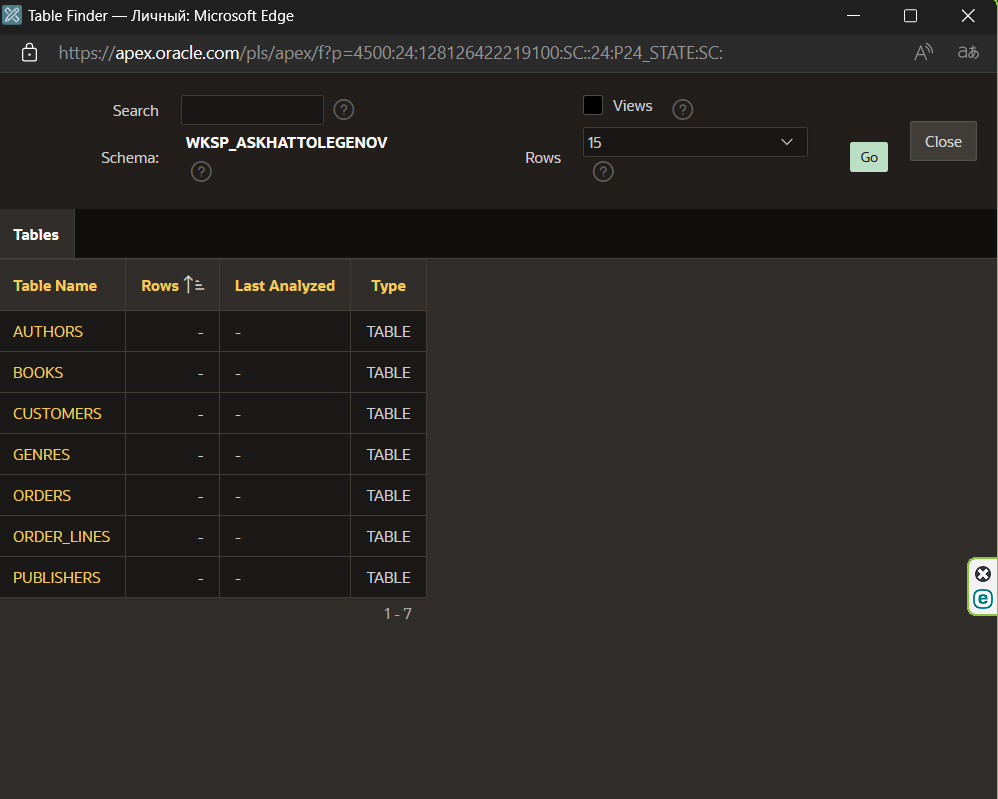 Table Finder — Личный: Microsoft Edge
https://apex.oracle.com/pls/apex/f?p=4500:24:128126422219100:SC::24:P24_STATE:SC:
Search
Views
Schema: WKSP_ASKHATTOLEGENOV
Rows 15
Go
Close
Tables
Table Name Rows Last Analyzed Type
AUTHORS - - TABLE
BOOKS - - TABLE
CUSTOMERS - - TABLE
GENRES - - TABLE
ORDERS - - TABLE
ORDER_LINES - - TABLE
PUBLISHERS - - TABLE
1 - 7